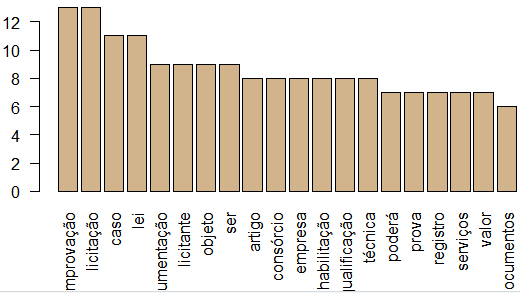 12
10
8
6
4
2
0
mprovação
licitação
caso
lei
umentação
licitante
objeto
ser
artigo
consórcio
empresa
habilitação
ualificação
técnica
poderá
prova
registro
serviços
valor
ocumentos